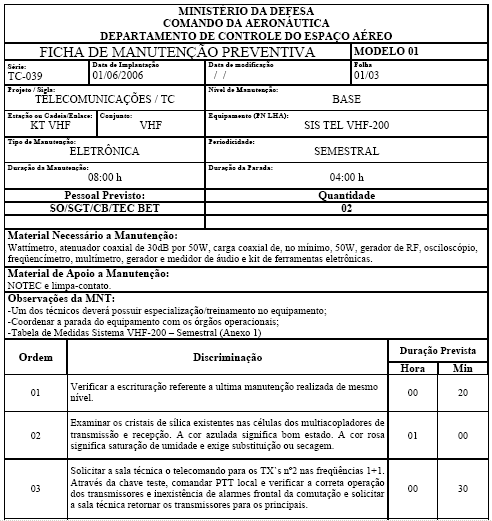 MINISTÉRIO DA DEFESA
COMANDO DA AERONÁUTICA
DEPARTAMENTO DE CONTROLE DO ESPAÇO AÉREO
FICHA DE MANUTENÇÃO PREVENTIVA MODELO 01
Série: Data de Implantação Data de modificação Folha
TC-039 01/06/2006 / / 01/03
Projeto / Sigla: Nível de Manutenção:
TELECOMUNICAÇÕES / TC BASE
Estação ou Cadeia/Enlace: Conjunto: Equipamento (PN LHA):
KT VHF VHF SIS TEL VHF-200
Tipo de Manutenção: Periodicidade:
ELETRÔNICA SEMESTRAL
Duração da Manutenção: Duração da Parada:
08:00 h 04:00 h
Pessoal Previsto: Quantidade
SO/SGT/CB/TEC BET 02
Material Necessário a Manutenção:
Wattímetro, atenuador coaxial de 30dB por 50W, carga coaxial de, no mínimo, 50W, gerador de RF, osciloscópio,
freqüencímetro, multímetro, gerador e medidor de áudio e kit de ferramentas eletrônicas.
Material de Apoio a Manutenção:
NOTEC e limpa-contato.
Observações da MNT:
-Um dos técnicos deverá possuir especialização/treinamento no equipamento;
-Coordenar a parada do equipamento com os órgãos operacionais;
-Tabela de Medidas Sistema VHF-200 – Semestral (Anexo 1)
Ordem Discriminação Duração Prevista
Hora Min
01 Verificar a escrituração referente a ultima manutenção realizada de mesmo
nível. 00 20
02 Examinar os cristais de sílica existentes nas células dos multiacopladores de
transmissão e recepção. A cor azulada significa bom estado. A cor rosa
significa saturação de umidade e exige substituição ou secagem. 01 00
03 Solicitar a sala técnica o telecomando para os TX`s nº2 nas freqüências 1+1.
Através da chave teste, comandar PTT local e verificar a correta operação
dos transmissores e inexistência de alarmes frontal da comutação e solicitar
a sala técnica retornar os transmissores para os principais. 00 30